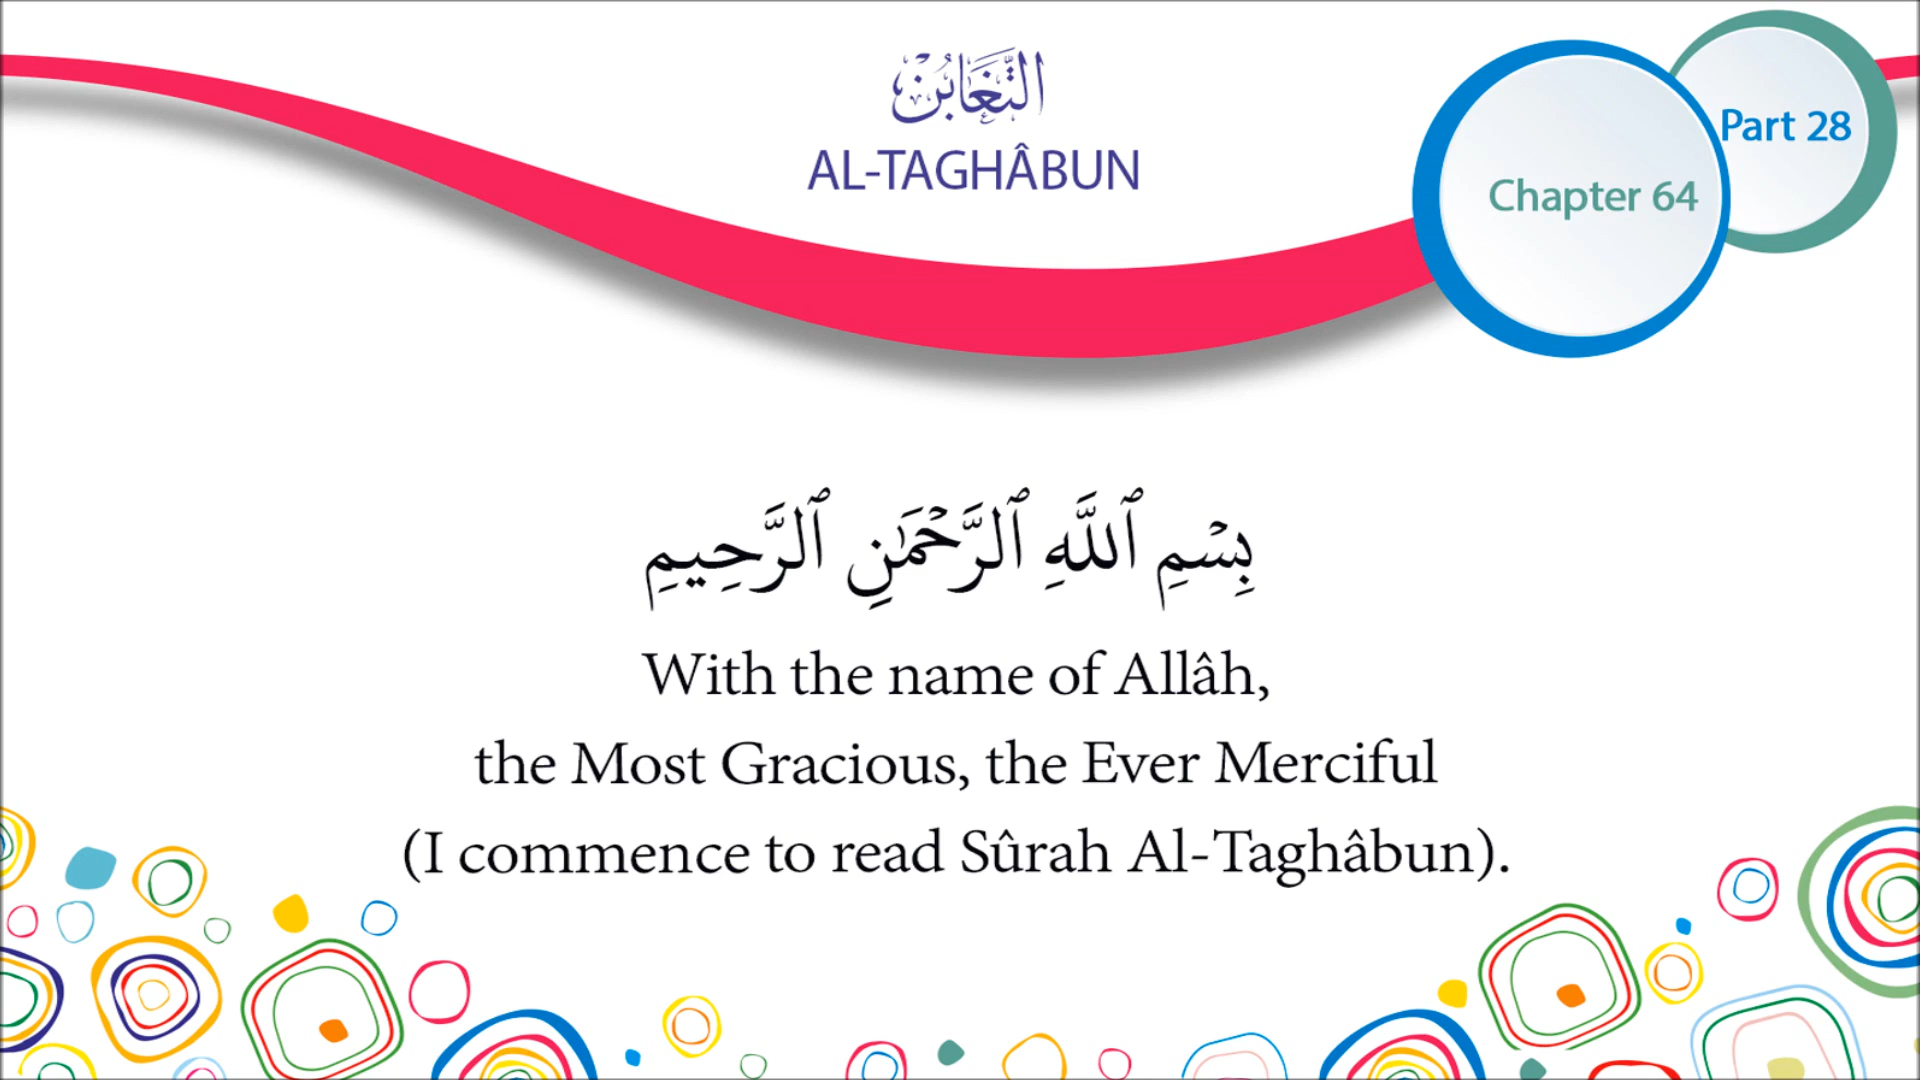 التَّغَابُنْ
AL-TAGHÂBUN
Part 28
Chapter 64
بِسْمِ ٱللَّهِ ٱلرَّحْمَٰنِ ٱلرَّحِيمِ
With the name of Allâh,
the Most Gracious, the Ever Merciful
(I commence to read Sûrah Al-Taghâbun).